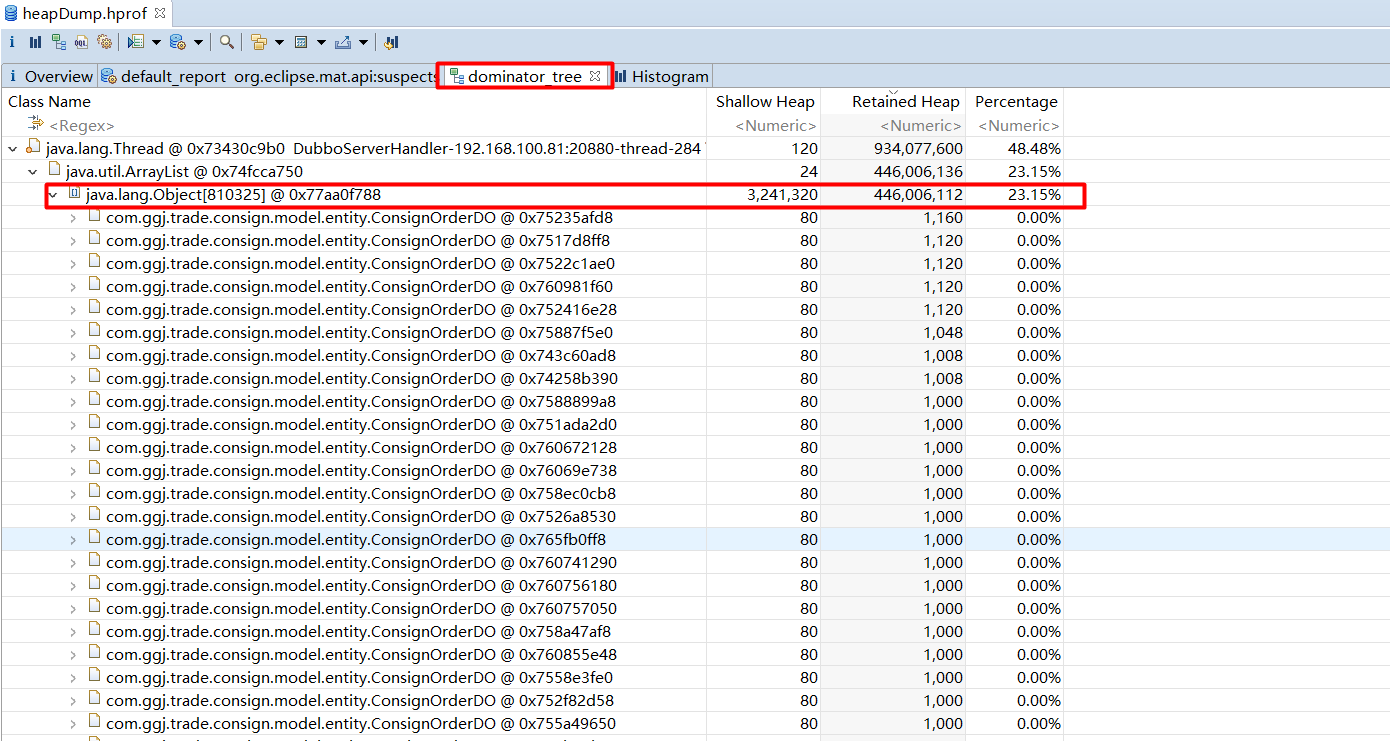 heapDump.hprof
i Overview default_report org.eclipse.mat.api:suspects dominator_tree Histogram
Class Name Shallow Heap Retained Heap Percentage
<Regex> <Numeric> <Numeric> <Numeric>
java.lang.Thread @ 0x73430c9b0 DubboServerHandler-192.168.100.81:20880-thread-284 120 934,077,600 48.48%
java.util.ArrayList @ 0x74fcca750 24 446,006,136 23.15%
java.lang.Object[810325] @ 0x77aa0f788 3,241,320 446,006,112 23.15%
com.ggj.trade.consign.model.entity.ConsignOrderDO @ 0x75235afd8 80 1,160 0.00%
com.ggj.trade.consign.model.entity.ConsignOrderDO @ 0x7517d8ff8 80 1,120 0.00%
com.ggj.trade.consign.model.entity.ConsignOrderDO @ 0x7522c1ae0 80 1,120 0.00%
com.ggj.trade.consign.model.entity.ConsignOrderDO @ 0x760981f60 80 1,120 0.00%
com.ggj.trade.consign.model.entity.ConsignOrderDO @ 0x752416e28 80 1,120 0.00%
com.ggj.trade.consign.model.entity.ConsignOrderDO @ 0x75887f5e0 80 1,048 0.00%
com.ggj.trade.consign.model.entity.ConsignOrderDO @ 0x743c60ad8 80 1,008 0.00%
com.ggj.trade.consign.model.entity.ConsignOrderDO @ 0x74258b390 80 1,008 0.00%
com.ggj.trade.consign.model.entity.ConsignOrderDO @ 0x7588899a8 80 1,000 0.00%
com.ggj.trade.consign.model.entity.ConsignOrderDO @ 0x751ada2d0 80 1,000 0.00%
com.ggj.trade.consign.model.entity.ConsignOrderDO @ 0x760672128 80 1,000 0.00%
com.ggj.trade.consign.model.entity.ConsignOrderDO @ 0x76069e738 80 1,000 0.00%
com.ggj.trade.consign.model.entity.ConsignOrderDO @ 0x758ec0cb8 80 1,000 0.00%
com.ggj.trade.consign.model.entity.ConsignOrderDO @ 0x7526a8530 80 1,000 0.00%
com.ggj.trade.consign.model.entity.ConsignOrderDO @ 0x765fb0ff8 80 1,000 0.00%
com.ggj.trade.consign.model.entity.ConsignOrderDO @ 0x760741290 80 1,000 0.00%
com.ggj.trade.consign.model.entity.ConsignOrderDO @ 0x760756180 80 1,000 0.00%
com.ggj.trade.consign.model.entity.ConsignOrderDO @ 0x760757050 80 1,000 0.00%
com.ggj.trade.consign.model.entity.ConsignOrderDO @ 0x758a47af8 80 1,000 0.00%
com.ggj.trade.consign.model.entity.ConsignOrderDO @ 0x760855e48 80 1,000 0.00%
com.ggj.trade.consign.model.entity.ConsignOrderDO @ 0x7558e3fe0 80 1,000 0.00%
com.ggj.trade.consign.model.entity.ConsignOrderDO @ 0x752f82d58 80 1,000 0.00%
com.ggj.trade.consign.model.entity.ConsignOrderDO @ 0x755a49650 80 1,000 0.00%